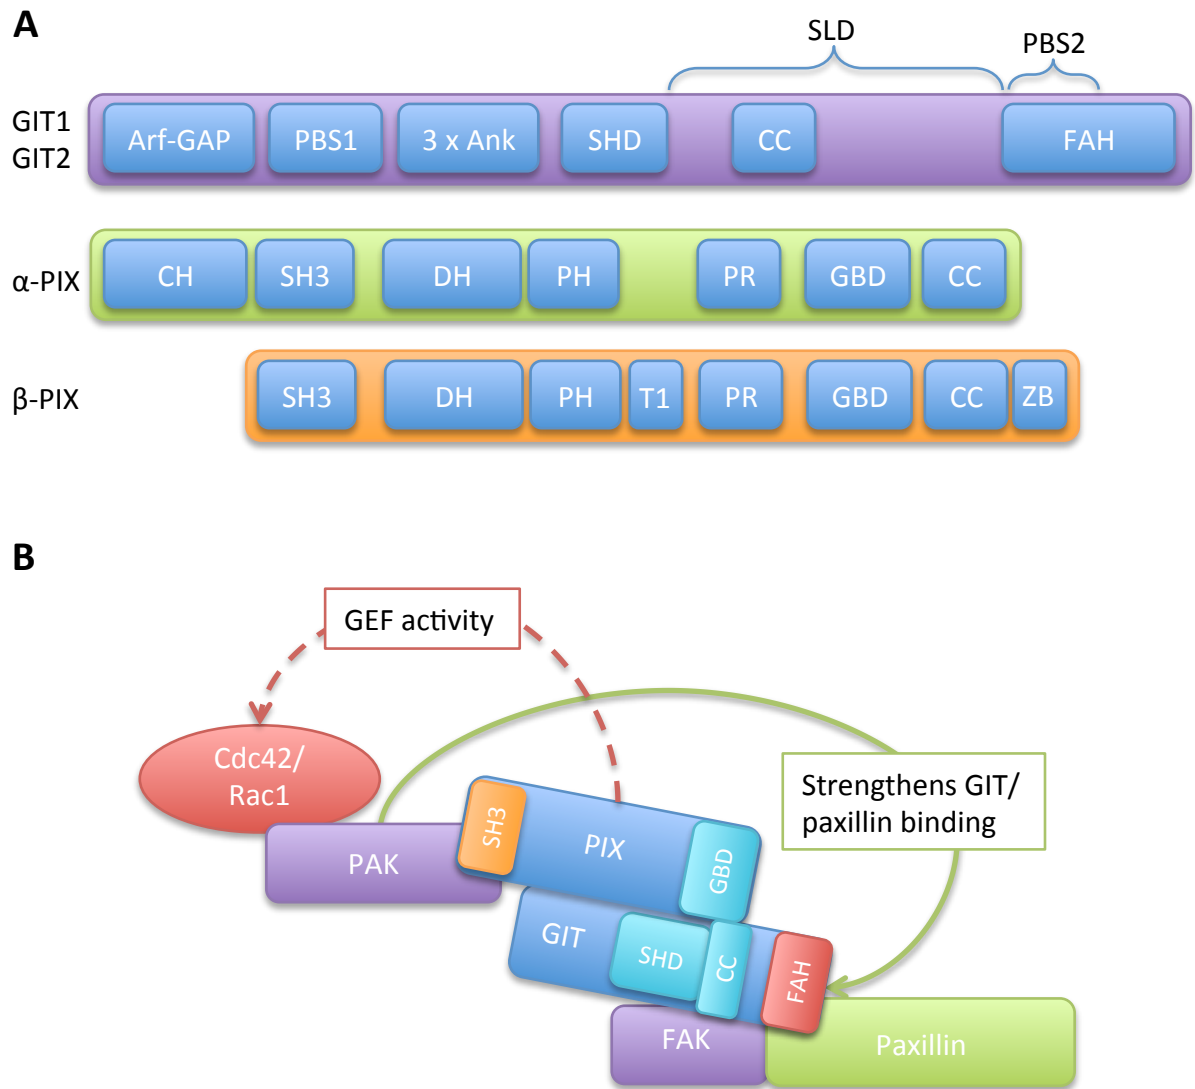 A
SLD
PBS2
GIT1
GIT2
Arf-GAP
PBS1
3 x Ank
SHD
CC
FAH
α-PIX
CH
SH3
DH
PH
PR
GBD
CC
β-PIX
SH3
DH
PH
T1
PR
GBD
CC
ZB
B
GEF activity
Cdc42/
Rac1
Strengthens GIT/
paxillin binding
PAK
SH3
PIX
GBD
GIT
SHD
CC
FAH
FAK
Paxillin